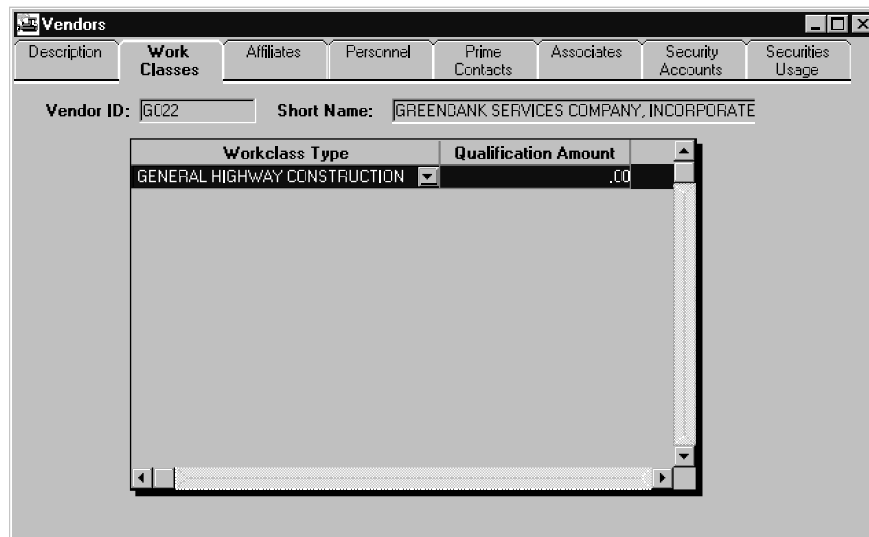 Vendors
Description Work Classes Affiliates Personnel Prime Contacts Associates Security Accounts Securities Usage
Vendor ID: G022 Short Name: GREENDANK SERVICES COMPANY, INCORPORATE
Workclass Type Qualification Amount
GENERAL HIGHWAY CONSTRUCTION .00